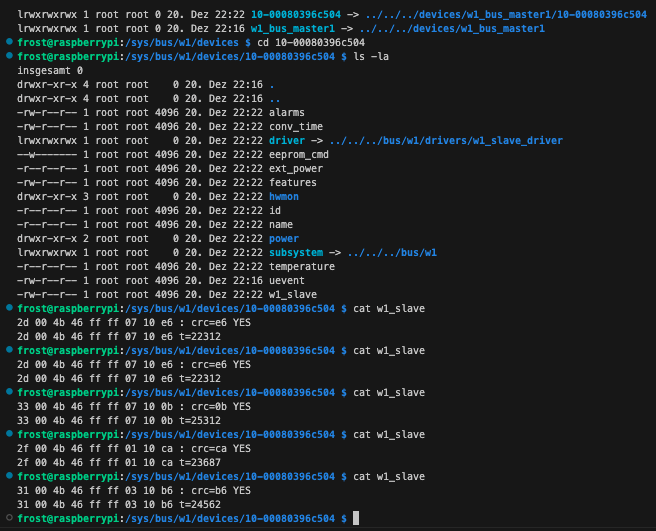 lrwxrwxrwx 1 root root    0 20. Dez 22:22 10-00080396c504 -> ../../../devices/w1_bus_master1/10-00080396c504
lrwxrwxrwx 1 root root    0 20. Dez 22:16 w1_bus_master1 -> ../../../devices/w1_bus_master1
frost@raspberrypi:/sys/bus/w1/devices $ cd 10-00080396c504
frost@raspberrypi:/sys/bus/w1/devices/10-00080396c504 $ ls -la
insgesamt 0
drwxr-xr-x 4 root root    0 20. Dez 22:16 .
drwxr-xr-x 4 root root    0 20. Dez 22:16 ..
-rw-r--r-- 1 root root 4096 20. Dez 22:22 alarms
-rw-r--r-- 1 root root 4096 20. Dez 22:22 conv_time
lrwxrwxrwx 1 root root    0 20. Dez 22:22 driver -> ../../../bus/w1/drivers/w1_slave_driver
--w------- 1 root root 4096 20. Dez 22:22 eeprom_cmd
-r--r--r-- 1 root root 4096 20. Dez 22:22 ext_power
-rw-r--r-- 1 root root 4096 20. Dez 22:22 features
drwxr-xr-x 3 root root    0 20. Dez 22:22 hwmon
-r--r--r-- 1 root root 4096 20. Dez 22:22 id
-r--r--r-- 1 root root 4096 20. Dez 22:22 name
drwxr-xr-x 2 root root    0 20. Dez 22:22 power
lrwxrwxrwx 1 root root    0 20. Dez 22:22 subsystem -> ../../../bus/w1
-r--r--r-- 1 root root 4096 20. Dez 22:22 temperature
-rw-r--r-- 1 root root 4096 20. Dez 22:16 uevent
-rw-r--r-- 1 root root 4096 20. Dez 22:22 w1_slave
frost@raspberrypi:/sys/bus/w1/devices/10-00080396c504 $ cat w1_slave
2d 00 4b 46 ff ff 07 10 e6 : crc=e6 YES
2d 00 4b 46 ff ff 07 10 e6 t=22312
frost@raspberrypi:/sys/bus/w1/devices/10-00080396c504 $ cat w1_slave
2d 00 4b 46 ff ff 07 10 e6 : crc=e6 YES
2d 00 4b 46 ff ff 07 10 e6 t=22312
frost@raspberrypi:/sys/bus/w1/devices/10-00080396c504 $ cat w1_slave
33 00 4b 46 ff ff 07 10 0b : crc=0b YES
33 00 4b 46 ff ff 07 10 0b t=25312
frost@raspberrypi:/sys/bus/w1/devices/10-00080396c504 $ cat w1_slave
2f 00 4b 46 ff ff 01 10 ca : crc=ca YES
2f 00 4b 46 ff ff 01 10 ca t=23687
frost@raspberrypi:/sys/bus/w1/devices/10-00080396c504 $ cat w1_slave
31 00 4b 46 ff ff 03 10 b6 : crc=b6 YES
31 00 4b 46 ff ff 03 10 b6 t=24562
frost@raspberrypi:/sys/bus/w1/devices/10-00080396c504 $